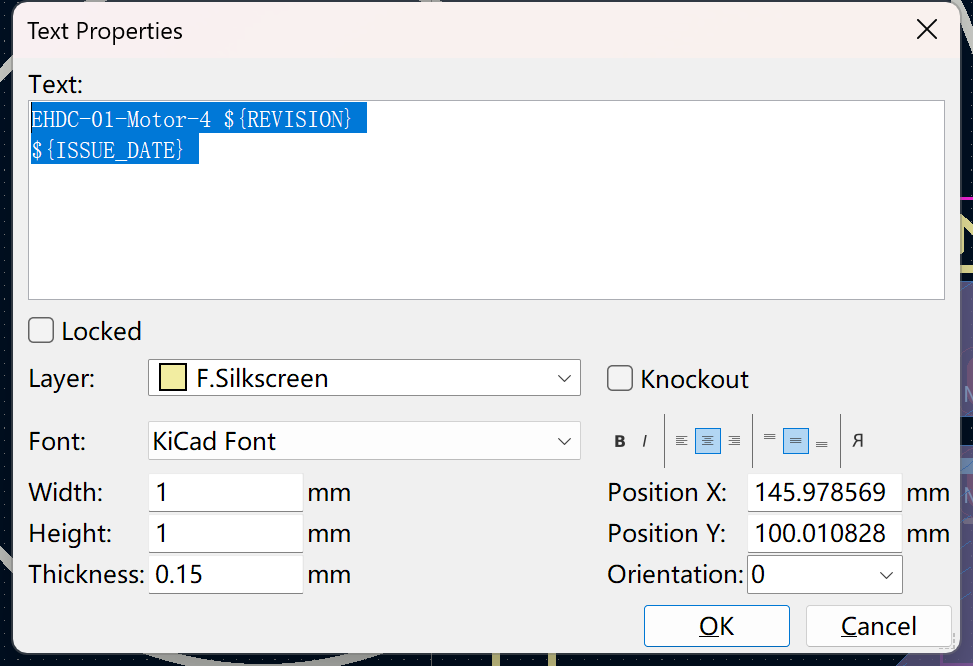 Text Properties
Text:
EHDC-01-Motor-4 ${REVISION}
${ISSUE_DATE}
Locked
Layer: F.Silkscreen Knockout
Font: KiCad Font B I Я
Width: 1 mm Position X: 145.978569 mm
Height: 1 mm Position Y: 100.010828 mm
Thickness: 0.15 mm Orientation: 0
OK Cancel